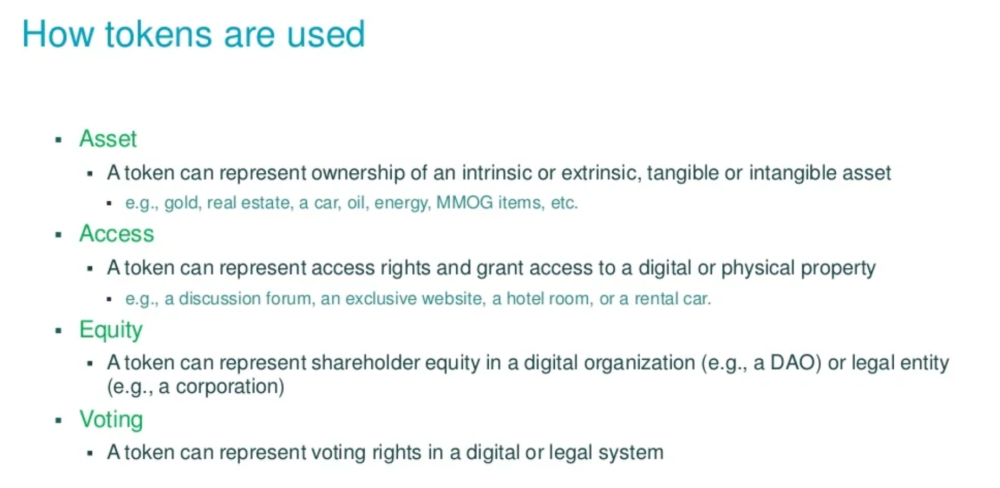 How tokens are used
▪ Asset
▪ A token can represent ownership of an intrinsic or extrinsic, tangible or intangible asset
▪ e.g., gold, real estate, a car, oil, energy, MMOG items, etc.
▪ Access
▪ A token can represent access rights and grant access to a digital or physical property
▪ e.g., a discussion forum, an exclusive website, a hotel room, or a rental car.
▪ Equity
▪ A token can represent shareholder equity in a digital organization (e.g., a DAO) or legal entity
(e.g., a corporation)
▪ Voting
▪ A token can represent voting rights in a digital or legal system